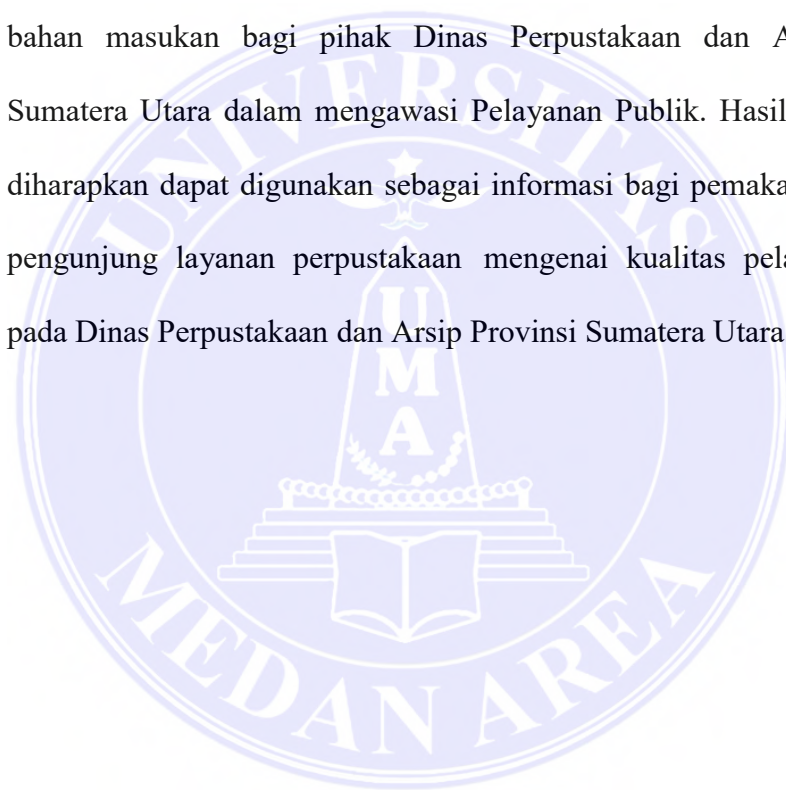 bahan masukan bagi pihak Dinas Perpustakaan dan
Sumatera Utara dalam mengawasi Pelayanan Publik. Hasil
diharapkan dapat digunakan sebagai informasi bagi
pengunjung layanan perpustakaan mengenai kualitas
pada Dinas Perpustakaan dan Arsip Provinsi Sumatera Utara
UNIVERSITAS
U
M
A
MEDAN AREA